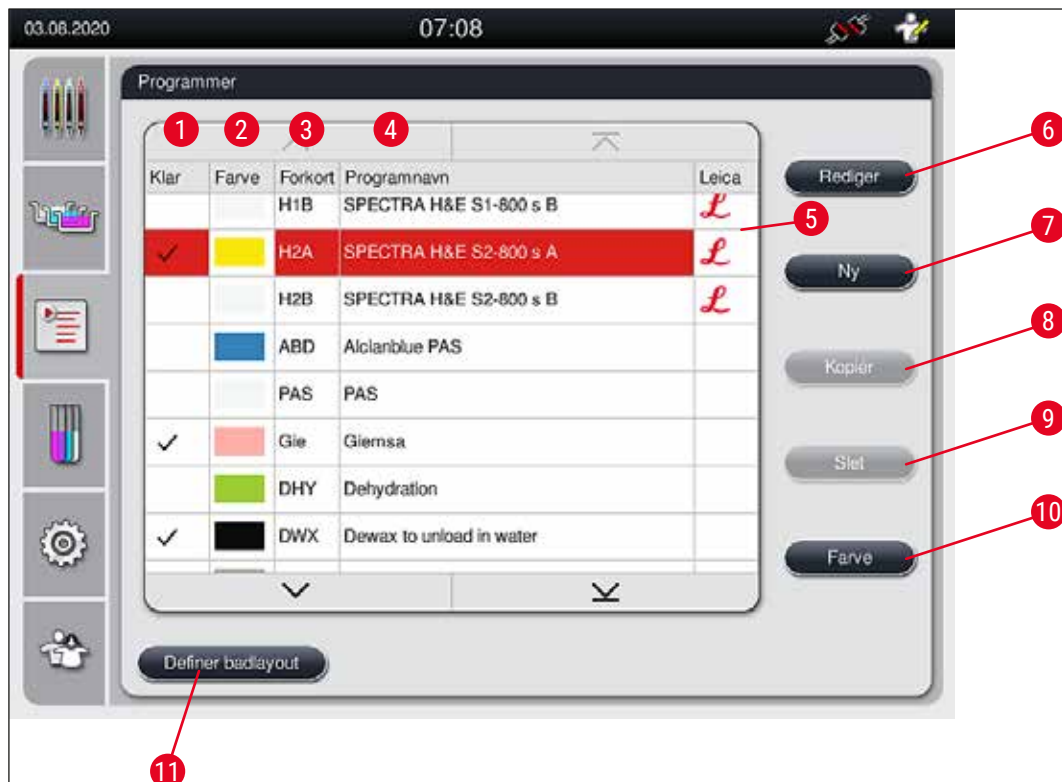 03.08.2020 07:08
Programmer
1 2 3 4
Klar Farve Forkort Programnavn Leica
H1B SPECTRA H&E S1-800 s B
H2A SPECTRA H&E S2-800 s A
H2B SPECTRA H&E S2-800 s B
ABD Alcianblue PAS
PAS PAS
Gie Giemsa
DHY Dehydration
DWX Dewax to unload in water
5
Rediger 6
Ny 7
Kopiér 8
Slet 9
Farve 10
Definer badlayout
11